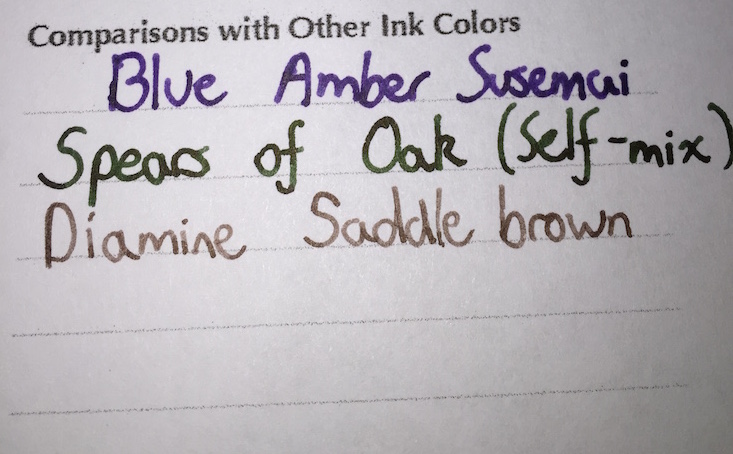 Comparisons with Other Ink Colors
Blue Amber Susemai
Spears of Oak (Self-mix)
Diamine Saddle brown